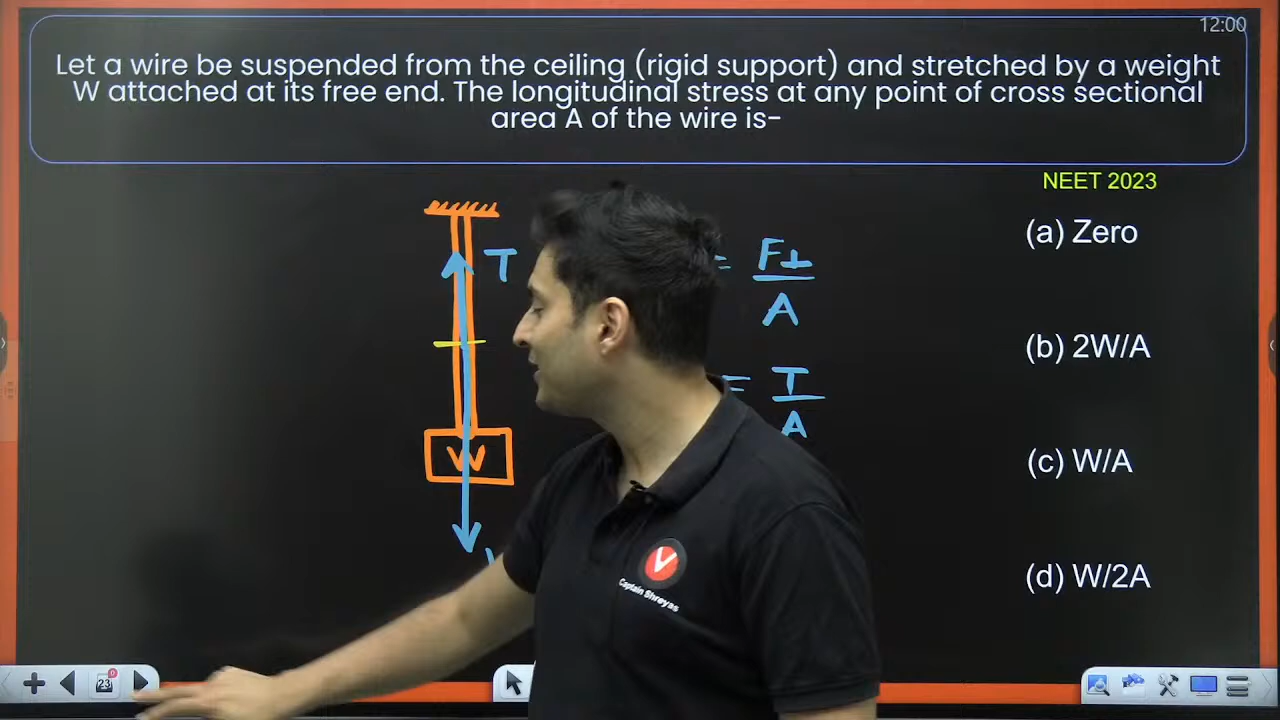 12:00
Let a wire be suspended from the ceiling (rigid support) and stretched by a weight
W attached at its free end. The longitudinal stress at any point of cross sectional
area A of the wire is-
NEET 2023
(a) Zero
T
= F⊥
A
(b) 2W/A
= T
A
W
(c) W/A
(d) W/2A
Captain Shreyas
23